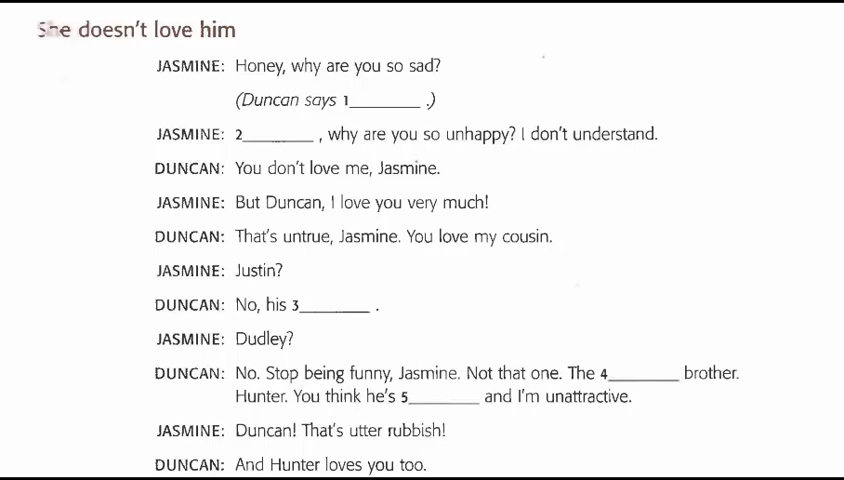 She doesn't love him
JASMINE: Honey, why are you so sad?
(Duncan says 1________ .)
JASMINE: 2________ , why are you so unhappy? I don't understand.
DUNCAN: You don't love me, Jasmine.
JASMINE: But Duncan, I love you very much!
DUNCAN: That's untrue, Jasmine. You love my cousin.
JASMINE: Justin?
DUNCAN: No, his 3________ .
JASMINE: Dudley?
DUNCAN: No. Stop being funny, Jasmine. Not that one. The 4________ brother.
Hunter. You think he's 5________ and I'm unattractive.
JASMINE: Duncan! That's utter rubbish!
DUNCAN: And Hunter loves you too.